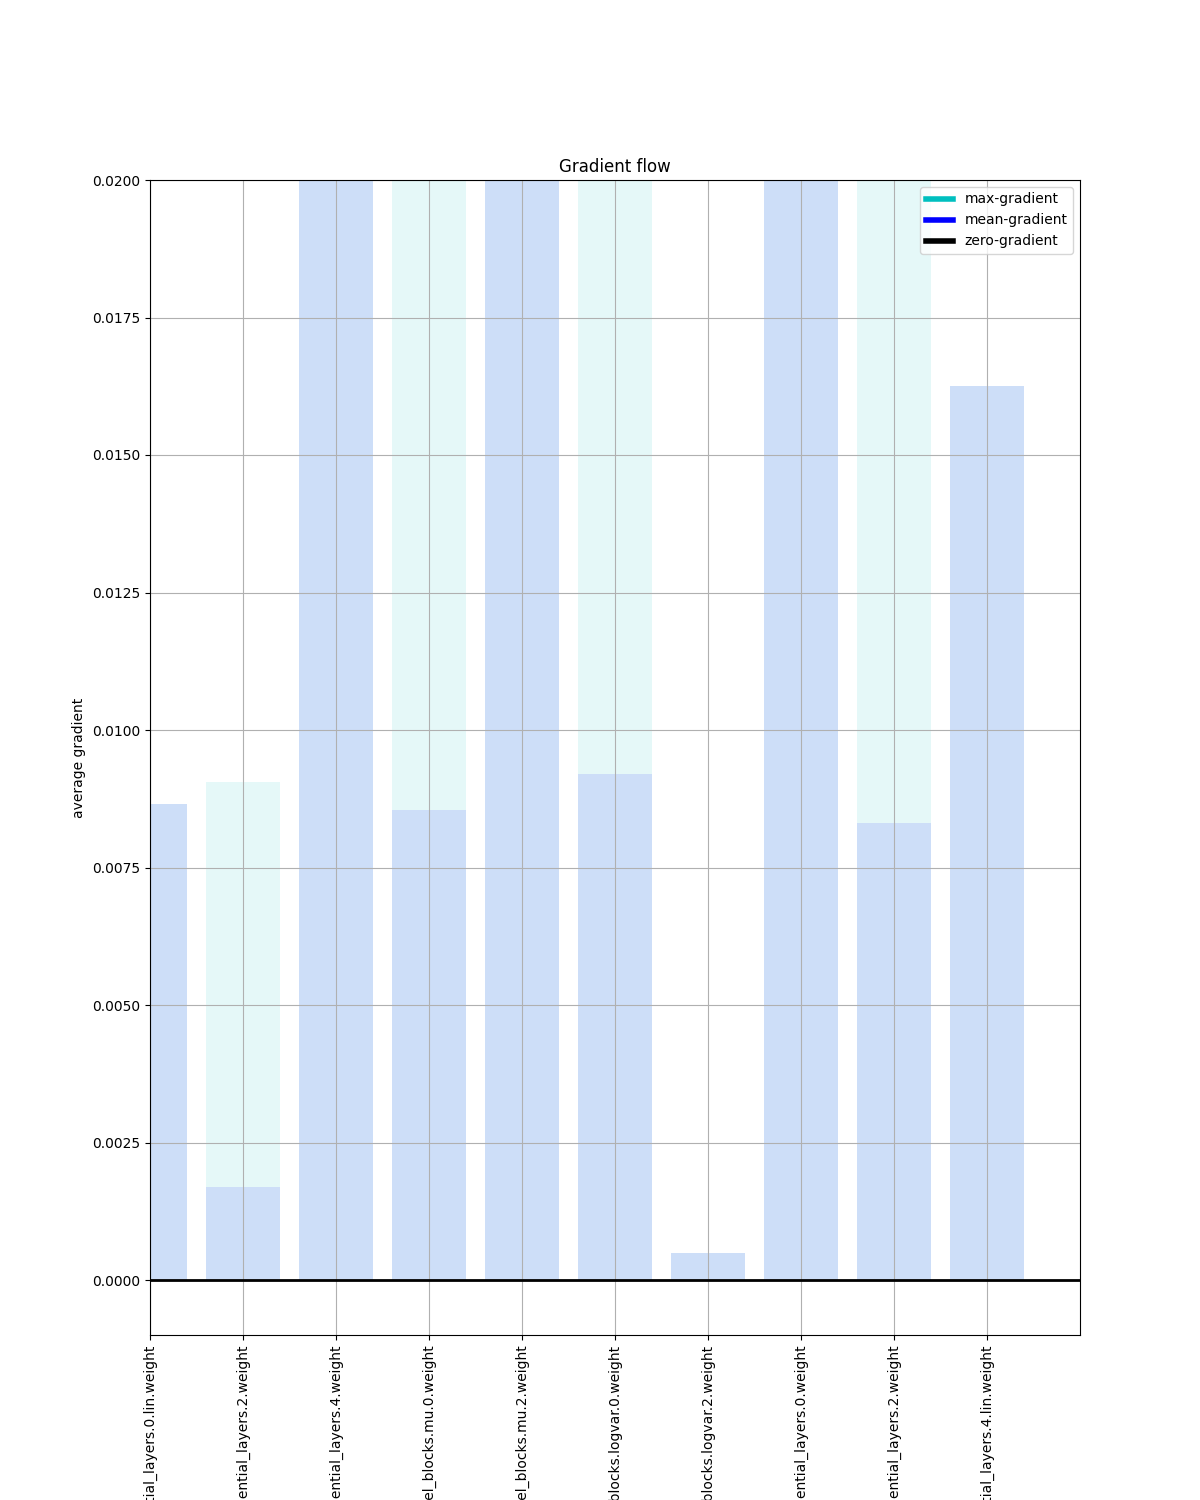 Gradient flow
max-gradient
mean-gradient
zero-gradient
average gradient
0.0200
0.0175
0.0150
0.0125
0.0100
0.0075
0.0050
0.0025
0.0000
tial_layers.0.lin.weight
ential_layers.2.weight
ential_layers.4.weight
el_blocks.mu.0.weight
el_blocks.mu.2.weight
blocks.logvar.0.weight
blocks.logvar.2.weight
ential_layers.0.weight
ential_layers.2.weight
tial_layers.4.lin.weight